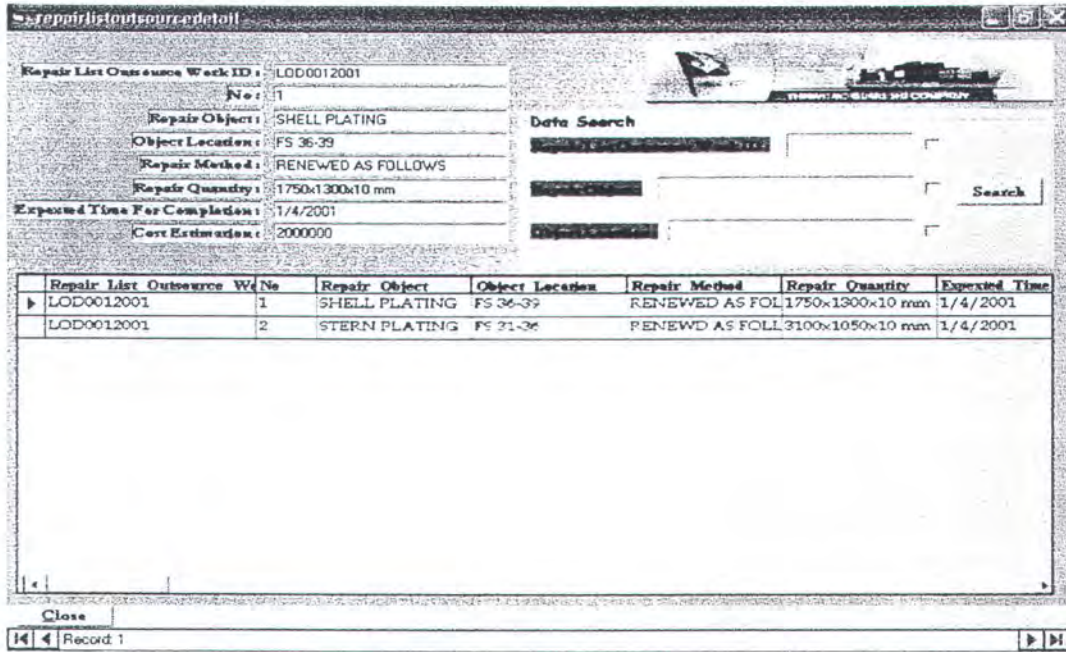 repairlistoutsourcedetail
Repair List Outsource Work ID : LOD0012001
No : 1
Repair Object : SHELL PLATING
Object Location : FS 36-39
Repair Method : RENEWED AS FOLLOWS
Repair Quantity : 1750x1300x10 mm
Expexted Time For Completion : 1/4/2001
Cost Estimation : 2000000
COMPANY
Data Search
Search
Repair List Outsource We No Repair Object Object Location Repair Method Repair Quantity Expexted Time
LOD0012001 1 SHELL PLATING FS 36-39 RENEWED AS FOL 1750x1300x10 mm 1/4/2001
LOD0012001 2 STERN PLATING FS 31-36 RENEWD AS FOLL 3100x1050x10 mm 1/4/2001
Close
Record: 1